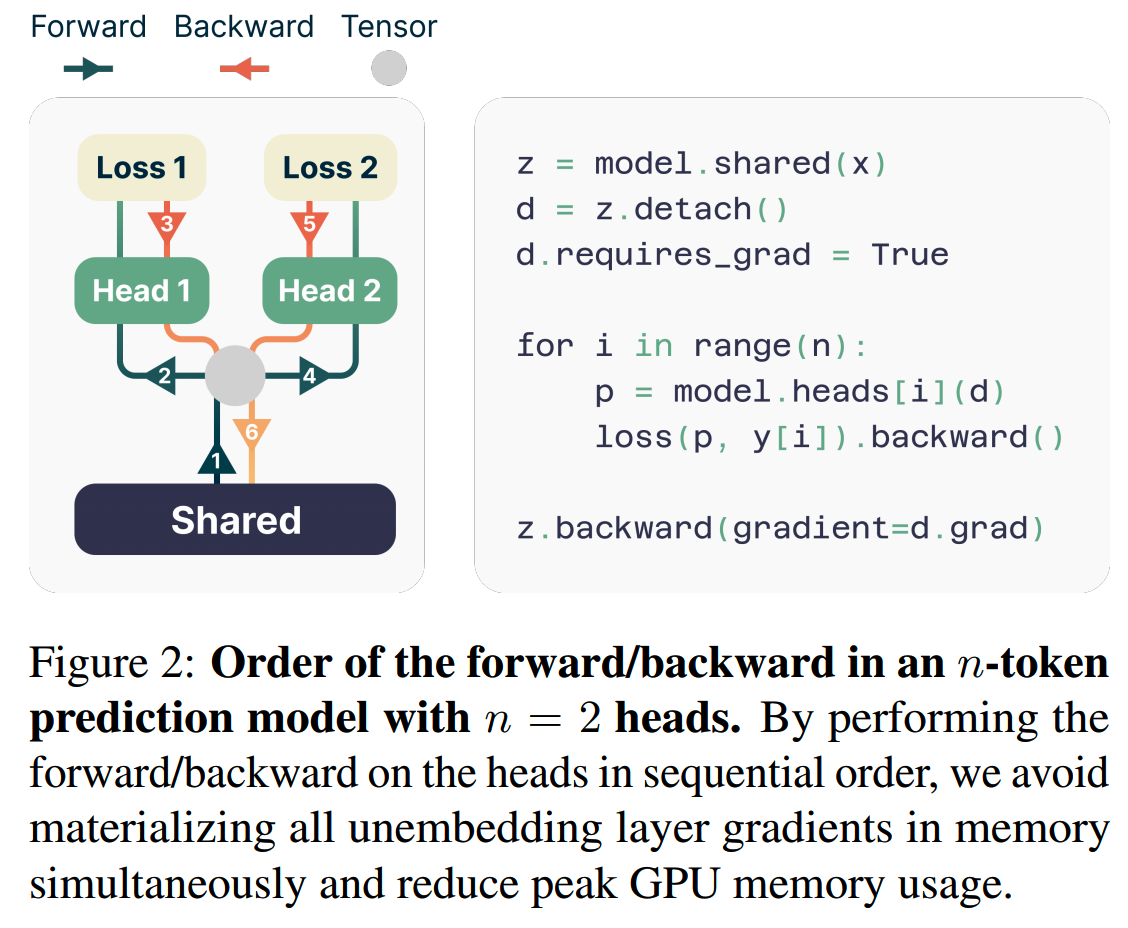 Forward Backward Tensor
Loss 1 Loss 2
3 5
Head 1 Head 2
2 4
6
1
Shared
z = model.shared(x)
d = z.detach()
d.requires_grad = True
for i in range(n):
    p = model.heads[i](d)
    loss(p, y[i]).backward()
z.backward(gradient=d.grad)
Figure 2: Order of the forward/backward in an n-token
prediction model with n = 2 heads. By performing the
forward/backward on the heads in sequential order, we avoid
materializing all unembedding layer gradients in memory
simultaneously and reduce peak GPU memory usage.